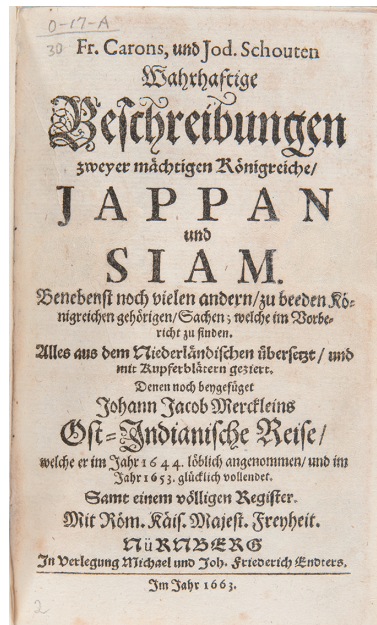 0-17-A
30
Fr. Carons, und Jod. Schouten
Wahrhaftige
Beschreibungen
zweyer mächtigen Königreiche/
JAPPAN
und
SIAM.
Benebenst noch vielen andern/zu beeden Kö-
nigreichen gehörigen/Sachen; welche im Vorbe-
richt zu finden.
Alles aus dem Niederländischen übersetzt/ und
mit Kupferblätern geziert.
Denen noch beygefüget
Johann Jacob Merckleins
Ost-Indianische Reise/
welche er im Jahr 1644. löblich angenommen/und im
Jahr 1653. glücklich vollendet.
Samt einem völligen Register.
Mit Röm. Käis. Majest. Freyheit.
NüRNBERG
In Verlegung Michael und Joh. Friederich Endters.
Im Jahr 1663.
2